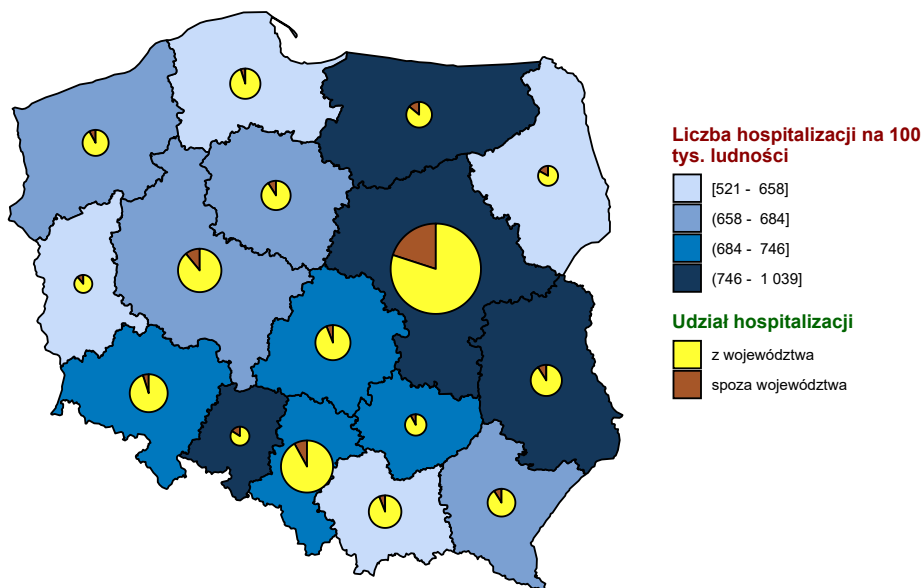 Liczba hospitalizacji na 100
tys. ludności
[521 - 658]
(658 - 684]
(684 - 746]
(746 - 1 039]
Udział hospitalizacji
z województwa
spoza województwa